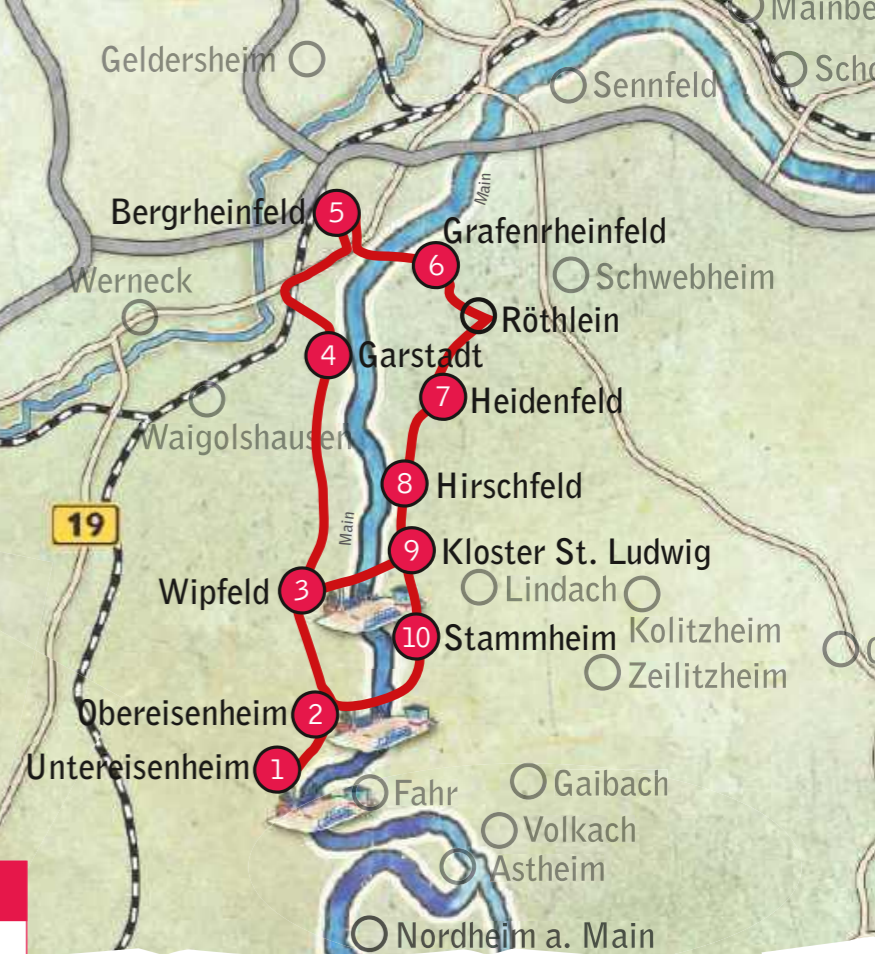 Mainbe
Geldersheim
Sennfeld
Main
Bergrheinfeld
5
Grafenrheinfeld
6
Schwebheim
Werneck
Röthlein
4
Garstadt
7
Heidenfeld
Waigolshausen
8
Hirschfeld
19
Main
9
Kloster St. Ludwig
Wipfeld
3
Lindach
10
Stammheim
Kolitzheim
Zeilitzheim
Obereisenheim
2
Untereisenheim
1
Fahr
Gaibach
Volkach
Astheim
Nordheim a. Main